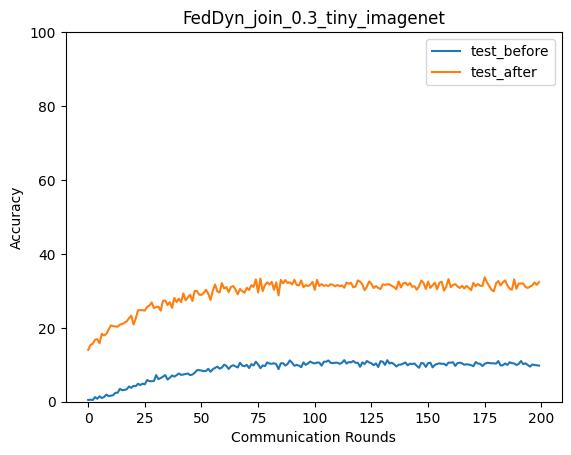 FedDyn_join_0.3_tiny_imagenet
test_before
test_after
100
80
60
40
20
0
Accuracy
0 25 50 75 100 125 150 175 200
Communication Rounds